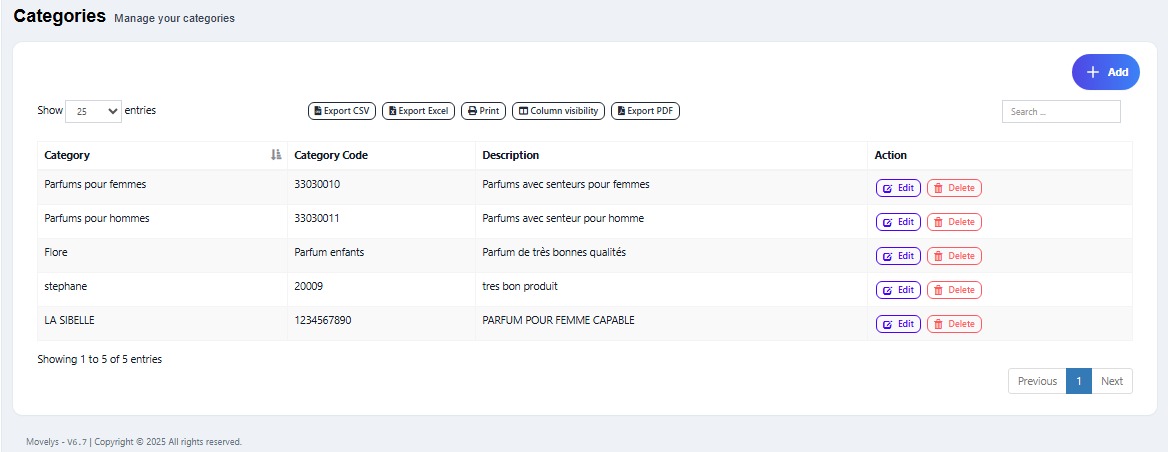 Categories Manage your categories
+ Add
Show 25 entries Export CSV Export Excel Print Column visibility Export PDF Search ...
Category Category Code Description Action
Parfums pour femmes 33030010 Parfums avec senteurs pour femmes Edit Delete
Parfums pour hommes 33030011 Parfums avec senteur pour homme Edit Delete
Flore Parfum enfants Parfum de très bonnes qualités Edit Delete
stephane 20009 tres bon produit Edit Delete
LA SIBELLE 1234567890 PARFUM POUR FEMME CAPABLE Edit Delete
Showing 1 to 5 of 5 entries
Previous 1 Next
Movelys - V6.7 | Copyright © 2025 All rights reserved.